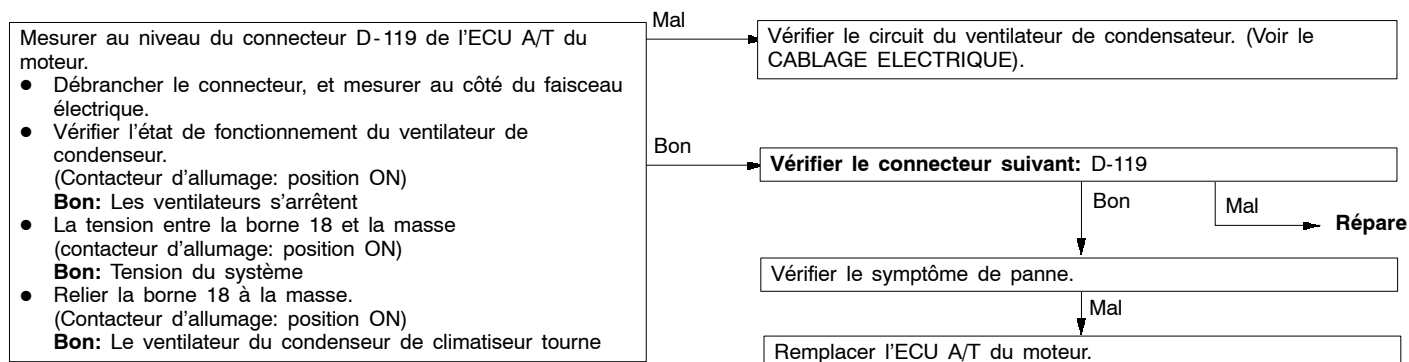 Mesurer au niveau du connecteur D-119 de l'ECU A/T du
moteur.
● Débrancher le connecteur, et mesurer au côté du faisceau
électrique.
● Vérifier l'état de fonctionnement du ventilateur de
condenseur.
(Contacteur d'allumage: position ON)
Bon: Les ventilateurs s'arrêtent
● La tension entre la borne 18 et la masse
(contacteur d'allumage: position ON)
Bon: Tension du système
● Relier la borne 18 à la masse.
(Contacteur d'allumage: position ON)
Bon: Le ventilateur du condenseur de climatiseur tourne
Mal
Vérifier le circuit du ventilateur de condensateur. (Voir le
CABLAGE ELECTRIQUE).
Bon
Vérifier le connecteur suivant: D-119
Bon
Mal
Répare
Vérifier le symptôme de panne.
Mal
Remplacer l'ECU A/T du moteur.